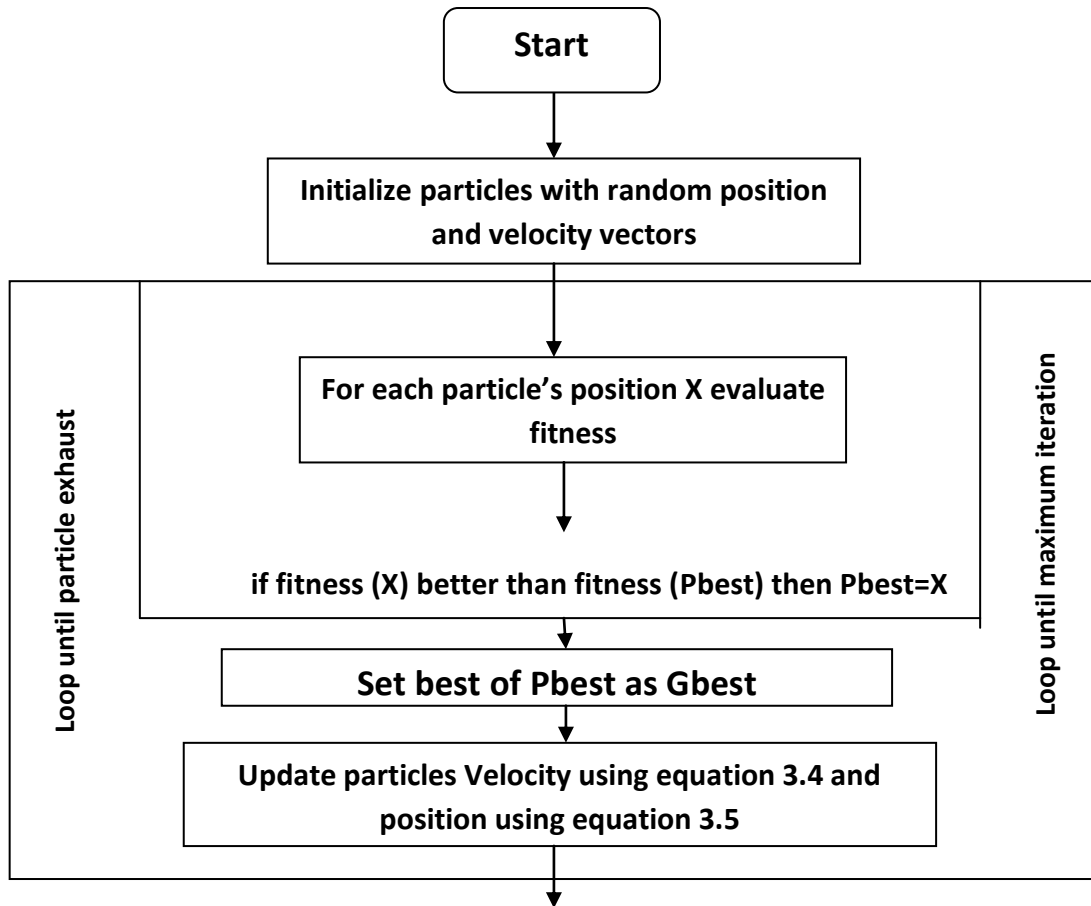 Start
Initialize particles with random position
and velocity vectors
For each particle’s position X evaluate
fitness
if fitness (X) better than fitness (Pbest) then Pbest=X
Set best of Pbest as Gbest
Update particles Velocity using equation 3.4 and
position using equation 3.5
Loop until particle exhaust
Loop until maximum iteration